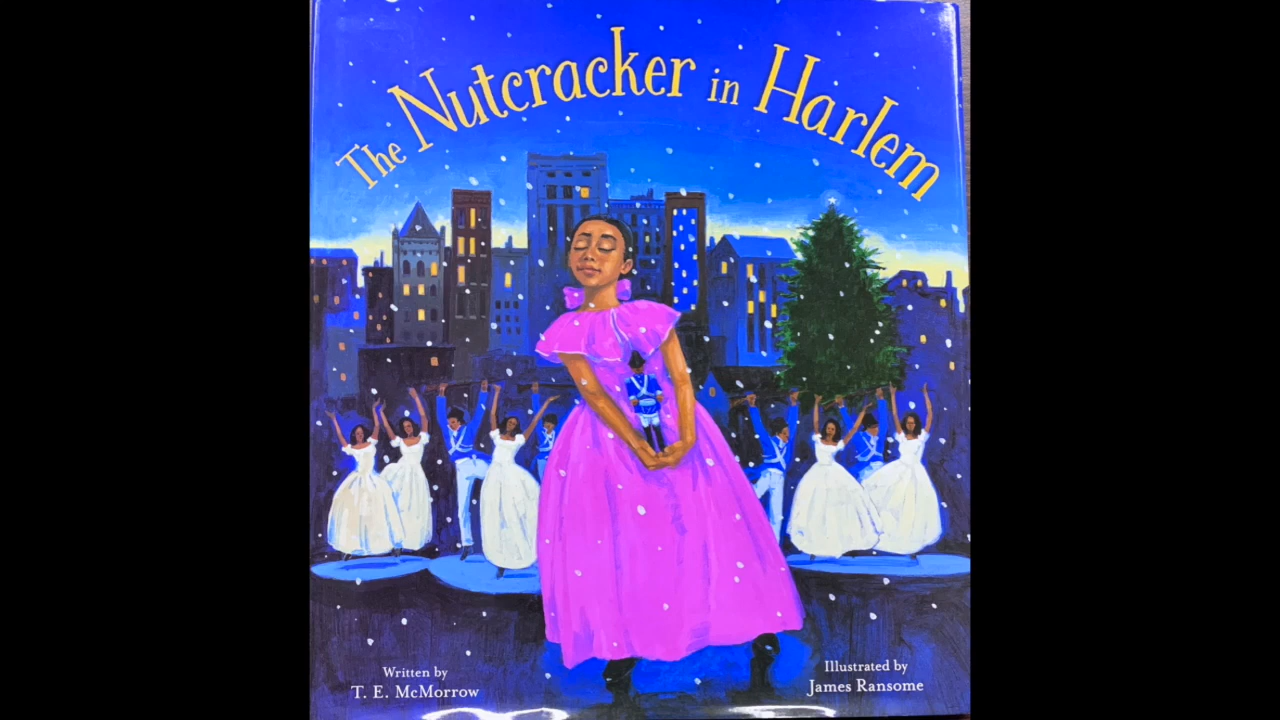 The Nutcracker in Harlem
Written by
T. E. McMorrow
Illustrated by
James Ransome